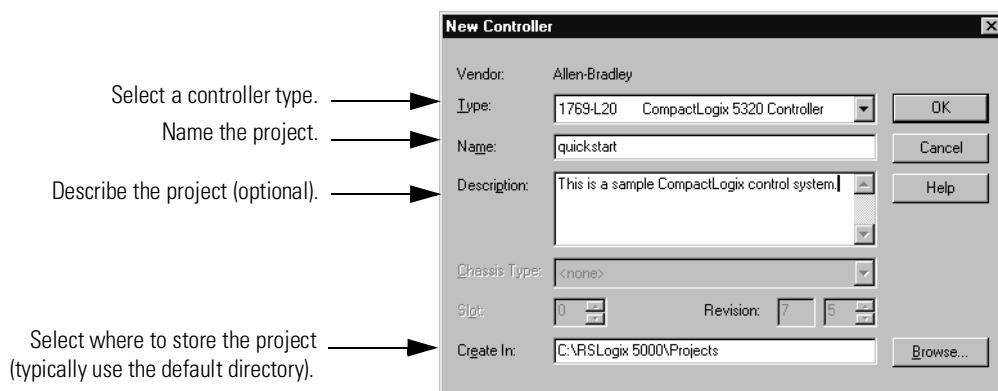 New Controller
Vendor: Allen-Bradley
Select a controller type.
Type: 1769-L20 CompactLogix 5320 Controller OK
Name the project.
Name: quickstart Cancel
Describe the project (optional).
Description: This is a sample CompactLogix control system. Help
Chassis Type: <none>
Slot: 0 Revision: 7 5
Select where to store the project
(typically use the default directory).
Create In: C:\RSLogix 5000\Projects Browse...